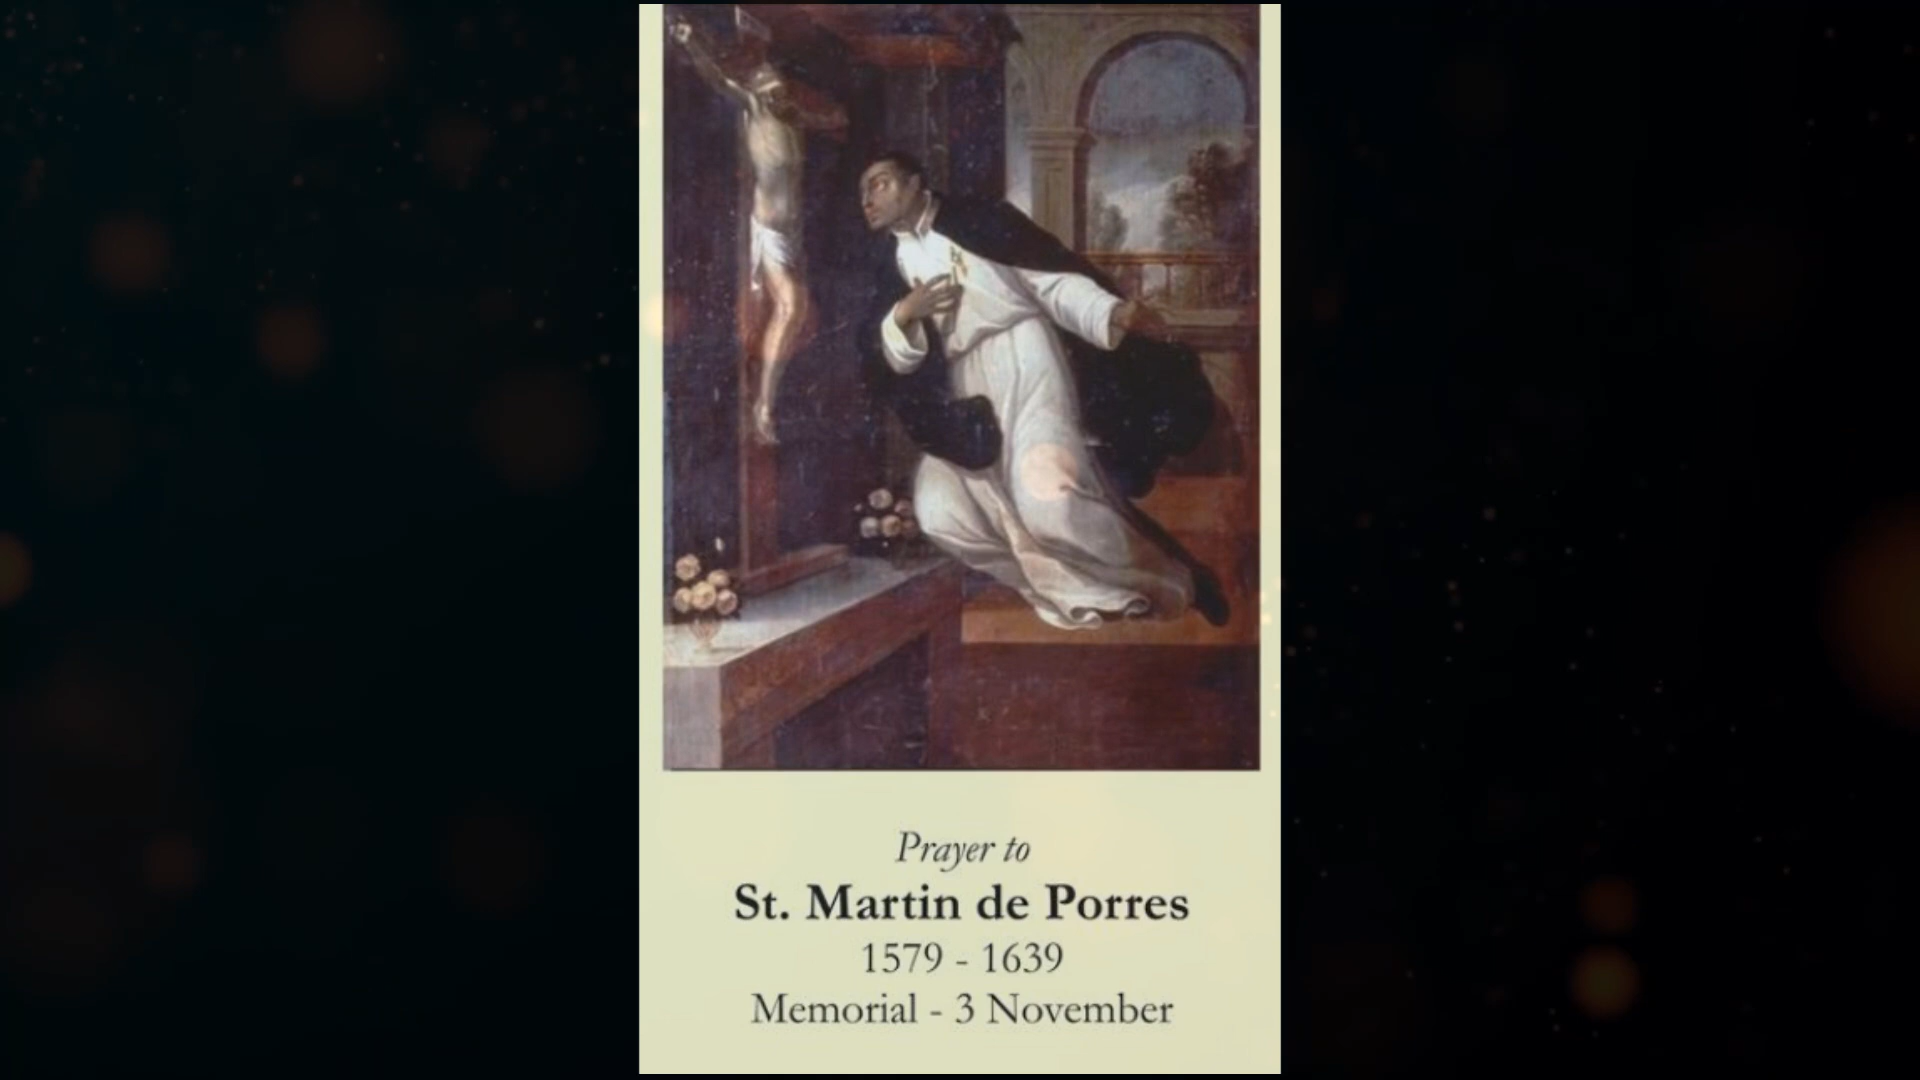 Prayer to
St. Martin de Porres
1579 - 1639
Memorial - 3 November